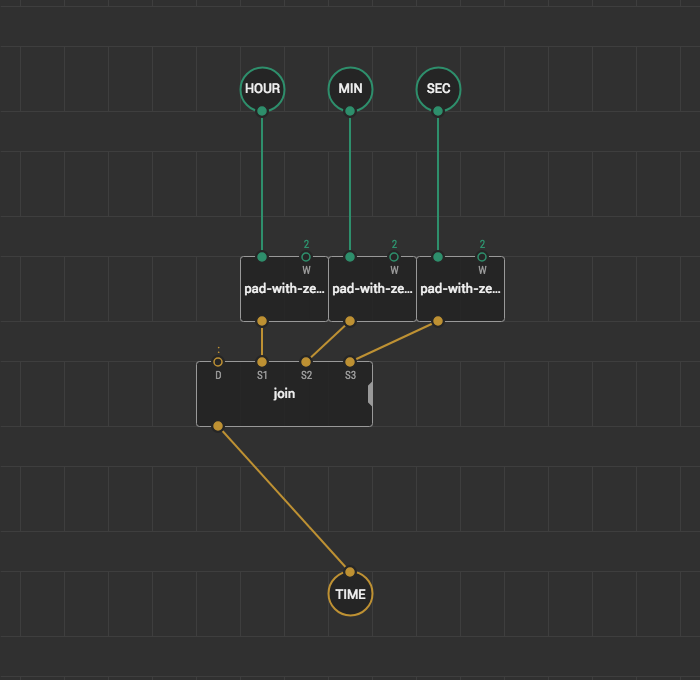 HOUR MIN SEC
2 2 2
W W W
pad-with-ze... pad-with-ze... pad-with-ze...
:
D S1 S2 S3
join
TIME